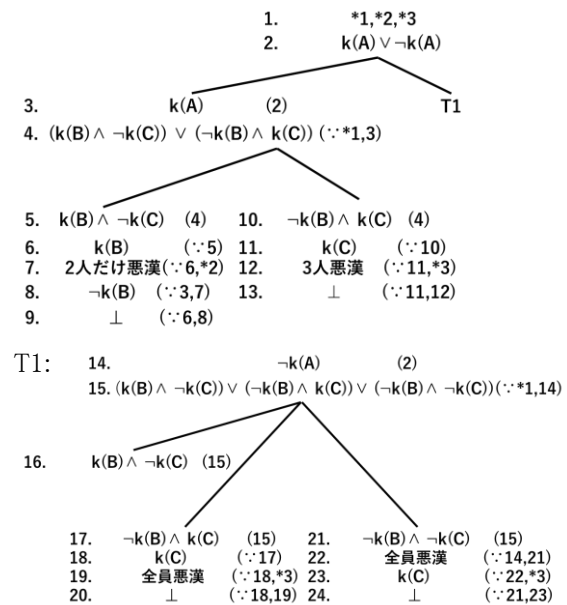 1. *1,*2,*3
2. k(A)∨¬k(A)
3. k(A) (2) T1
4. (k(B)∧ ¬k(C)) ∨ (¬k(B)∧ k(C)) (∵*1,3)
5. k(B)∧ ¬k(C) (4) 10. ¬k(B)∧ k(C) (4)
6. k(B) (∵5) 11. k(C) (∵10)
7. 2人だけ悪漢(∵6,*2) 12. 3人悪漢 (∵11,*3)
8. ¬k(B) (∵3,7) 13. ⊥ (∵11,12)
9. ⊥ (∵6,8)
T1: 14. ¬k(A) (2)
15. (k(B)∧ ¬k(C))∨ (¬k(B)∧ k(C))∨ (¬k(B)∧ ¬k(C))(∵*1,14)
16. k(B)∧ ¬k(C) (15)
17. ¬k(B)∧ k(C) (15) 21. ¬k(B)∧ ¬k(C) (15)
18. k(C) (∵17) 22. 全員悪漢 (∵14,21)
19. 全員悪漢 (∵18,*3) 23. k(C) (∵22,*3)
20. ⊥ (∵18,19) 24. ⊥ (∵21,23)